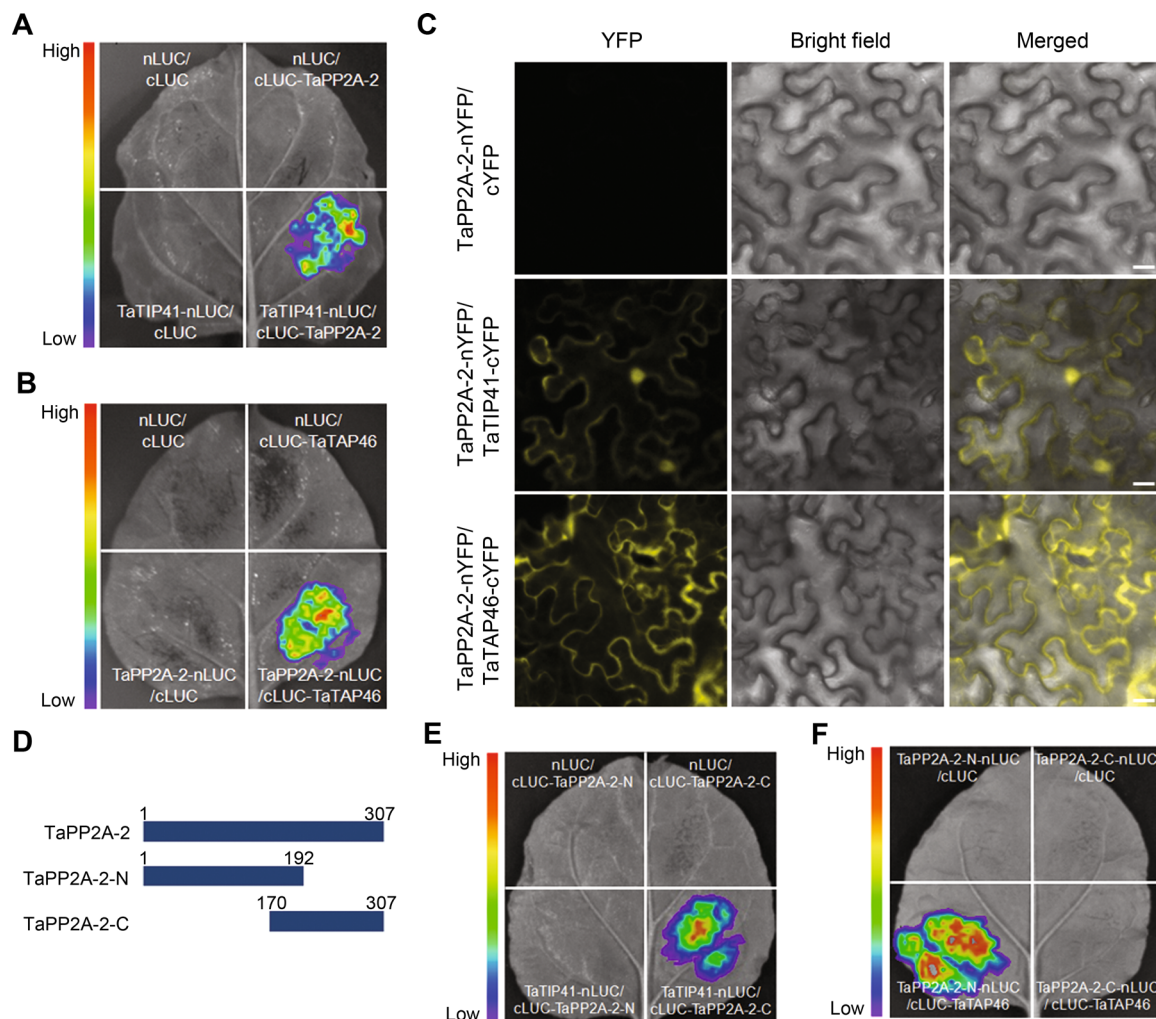 A
High
Low
nLUC/
cLUC
nLUC/
cLUC-TaPP2A-2
TaTIP41-nLUC/
cLUC
TaTIP41-nLUC/
cLUC-TaPP2A-2
B
High
Low
nLUC/
cLUC
nLUC/
cLUC-TaTAP46
TaPP2A-2-nLUC
/cLUC
TaPP2A-2-nLUC
/cLUC-TaTAP46
C
YFP
Bright field
Merged
TaPP2A-2-nYFP/
cYFP
TaPP2A-2-nYFP/
TaTIP41-cYFP
TaPP2A-2-nYFP/
TaTAP46-cYFP
D
TaPP2A-2
1
307
TaPP2A-2-N
1
192
TaPP2A-2-C
170
307
E
High
Low
nLUC/
cLUC-TaPP2A-2-N
nLUC/
cLUC-TaPP2A-2-C
TaTIP41-nLUC/
cLUC-TaPP2A-2-N
TaTIP41-nLUC/
cLUC-TaPP2A-2-C
F
High
Low
TaPP2A-2-N-nLUC
/cLUC
TaPP2A-2-C-nLUC
/cLUC
TaPP2A-2-N-nLUC
/cLUC-TaTAP46
TaPP2A-2-C-nLUC
/ cLUC-TaTAP46